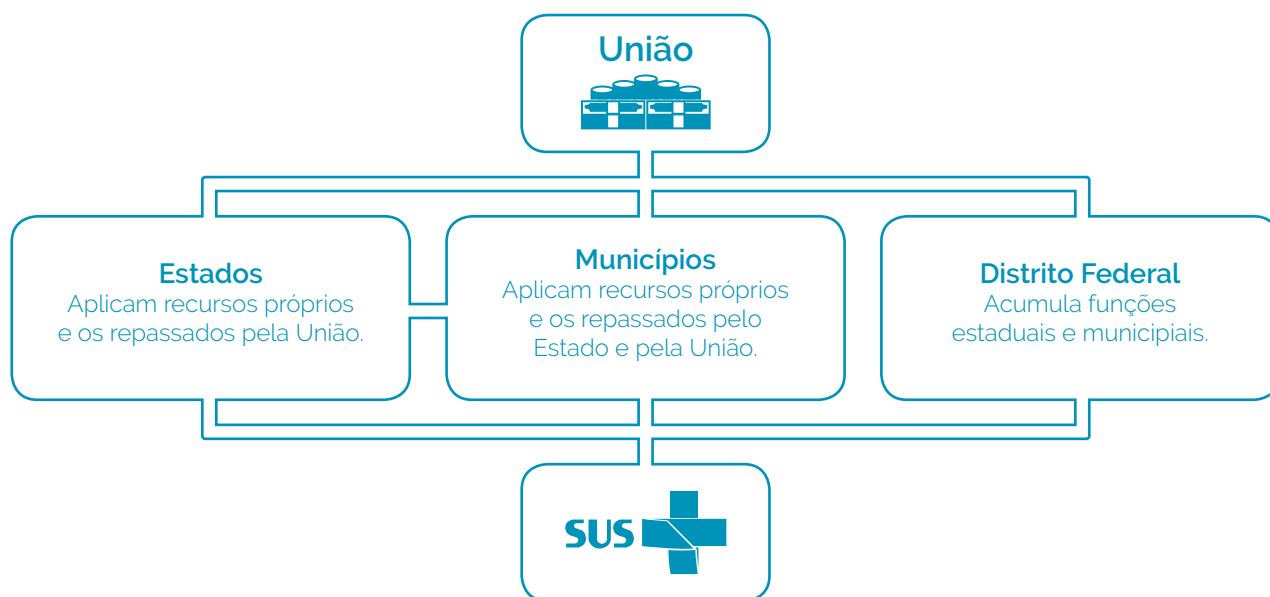 União
Estados
Aplicam recursos próprios
e os repassados pela União.
Municípios
Aplicam recursos próprios
e os repassados pelo
Estado e pela União.
Distrito Federal
Acumula funções
estaduais e municipiais.
SUS